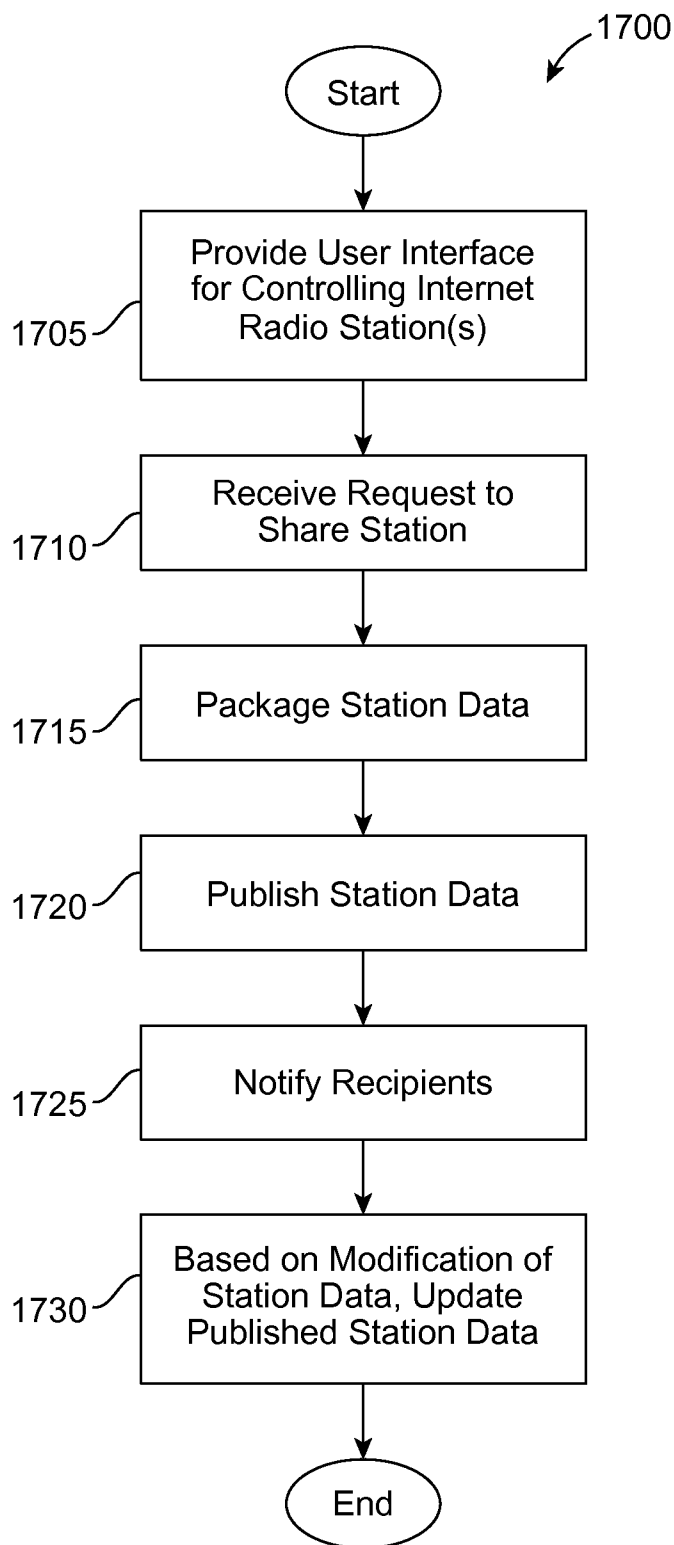 1700
Start
Provide User Interface
for Controlling Internet
Radio Station(s)
1705
Receive Request to
Share Station
1710
Package Station Data
1715
Publish Station Data
1720
Notify Recipients
1725
Based on Modification of
Station Data, Update
Published Station Data
1730
End